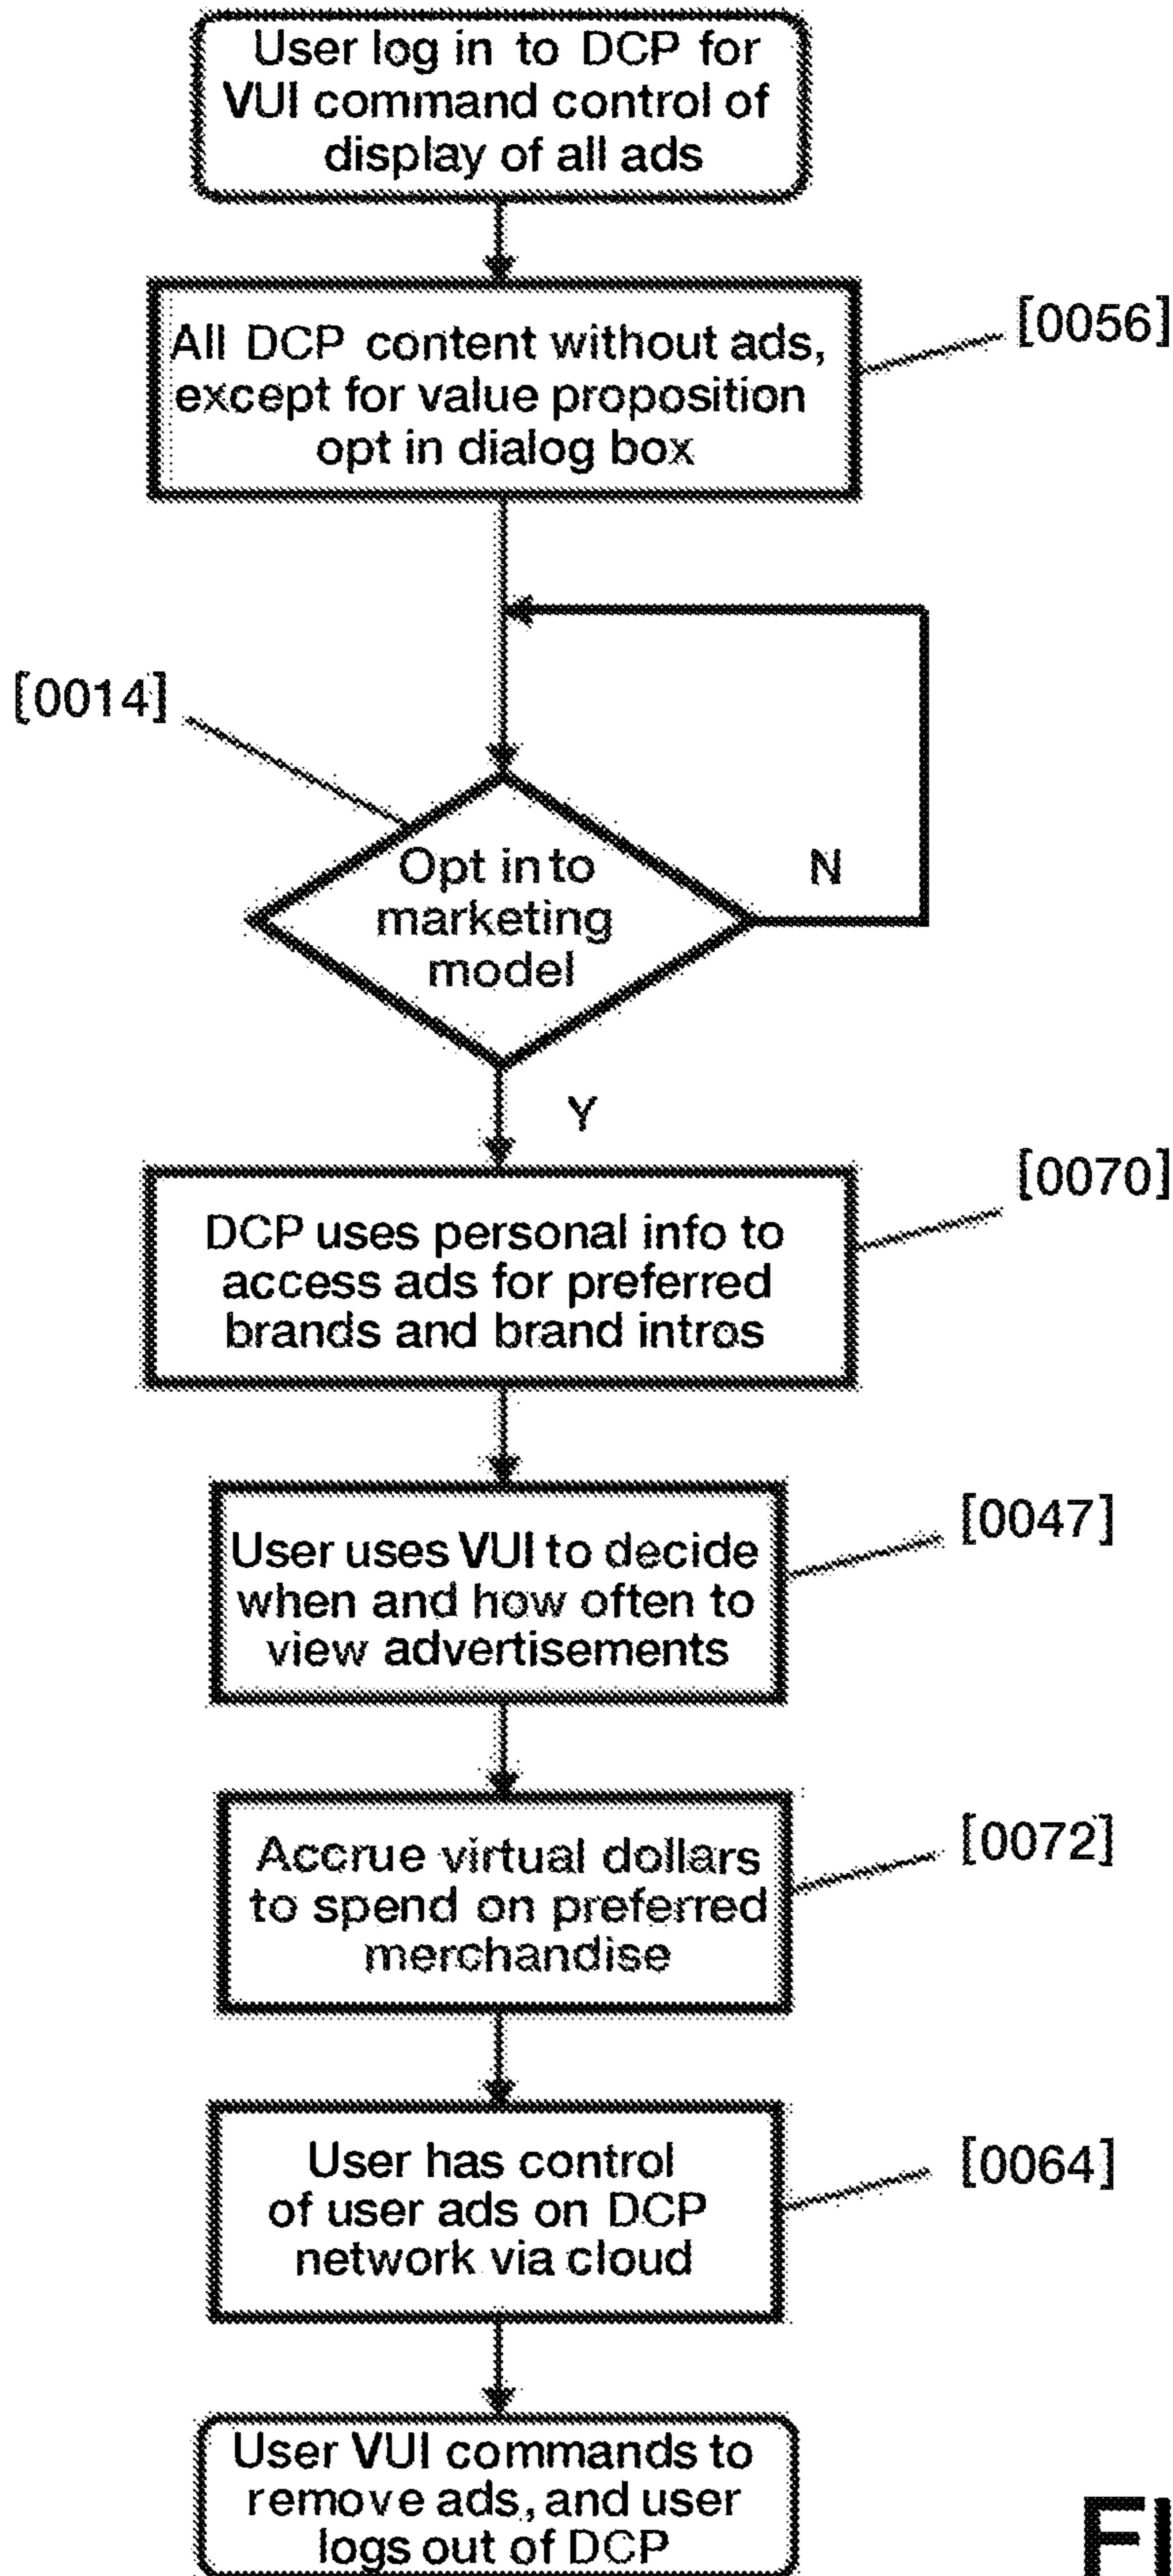 User log in to DCP for
VUI command control of
display of all ads
All DCP content without ads,
except for value proposition
opt in dialog box
[0056]
[0014]
Opt in to
marketing
model
N
Y
[0070]
DCP uses personal info to
access ads for preferred
brands and brand intros
[0047]
User uses VUI to decide
when and how often to
view advertisements
[0072]
Accrue virtual dollars
to spend on preferred
merchandise
User has control
of user ads on DCP
network via cloud
[0064]
User VUI commands to
remove ads, and user
logs out of DCP